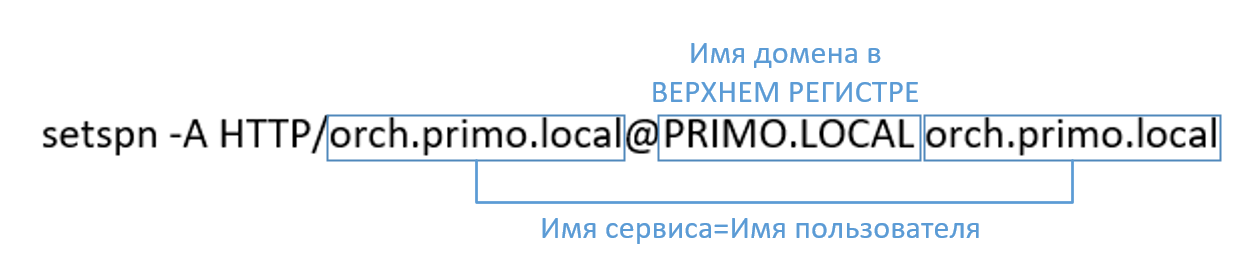 Имя домена в
ВЕРХНЕМ РЕГИСТРЕ
setspn -A HTTP/orch.primo.local@PRIMO.LOCAL orch.primo.local
Имя сервиса=Имя пользователя